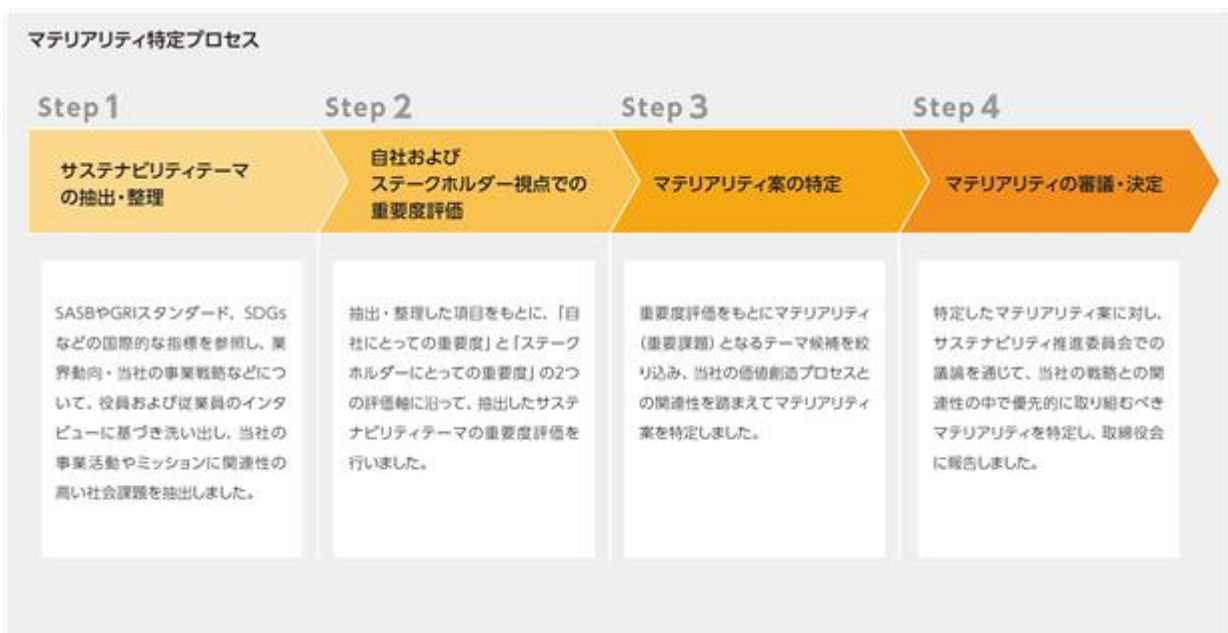 マテリアリティ特定プロセス
Step 1
サステナビリティテーマ
の抽出・整理
SASBやGRIスタンダード、SDGs
などの国際的な指標を参照し、業
界動向・当社の事業戦略などにつ
いて、役員および従業員のインタ
ビューに基づき洗い出し、当社の
事業活動やミッションに関連性の
高い社会課題を抽出しました。
Step 2
自社および
ステークホルダー視点での
重要度評価
抽出・整理した項目をもとに、「自
社にとっての重要度」と「ステーク
ホルダーにとっての重要度」の2つ
の評価軸に沿って、抽出したサステ
ナビリティテーマの重要度評価を
行いました。
Step 3
マテリアリティ案の特定
重要度評価をもとにマテリアリティ
(重要課題)となるテーマ候補を絞
り込み、当社の価値創造プロセスと
の関連性を踏まえてマテリアリティ
案を特定しました。
Step 4
マテリアリティの審議・決定
特定したマテリアリティ案に対し、
サステナビリティ推進委員会での
議論を通じて、当社の戦略との関
連性の中で優先的に取り組むべき
マテリアリティを特定し、取締役会
に報告しました。